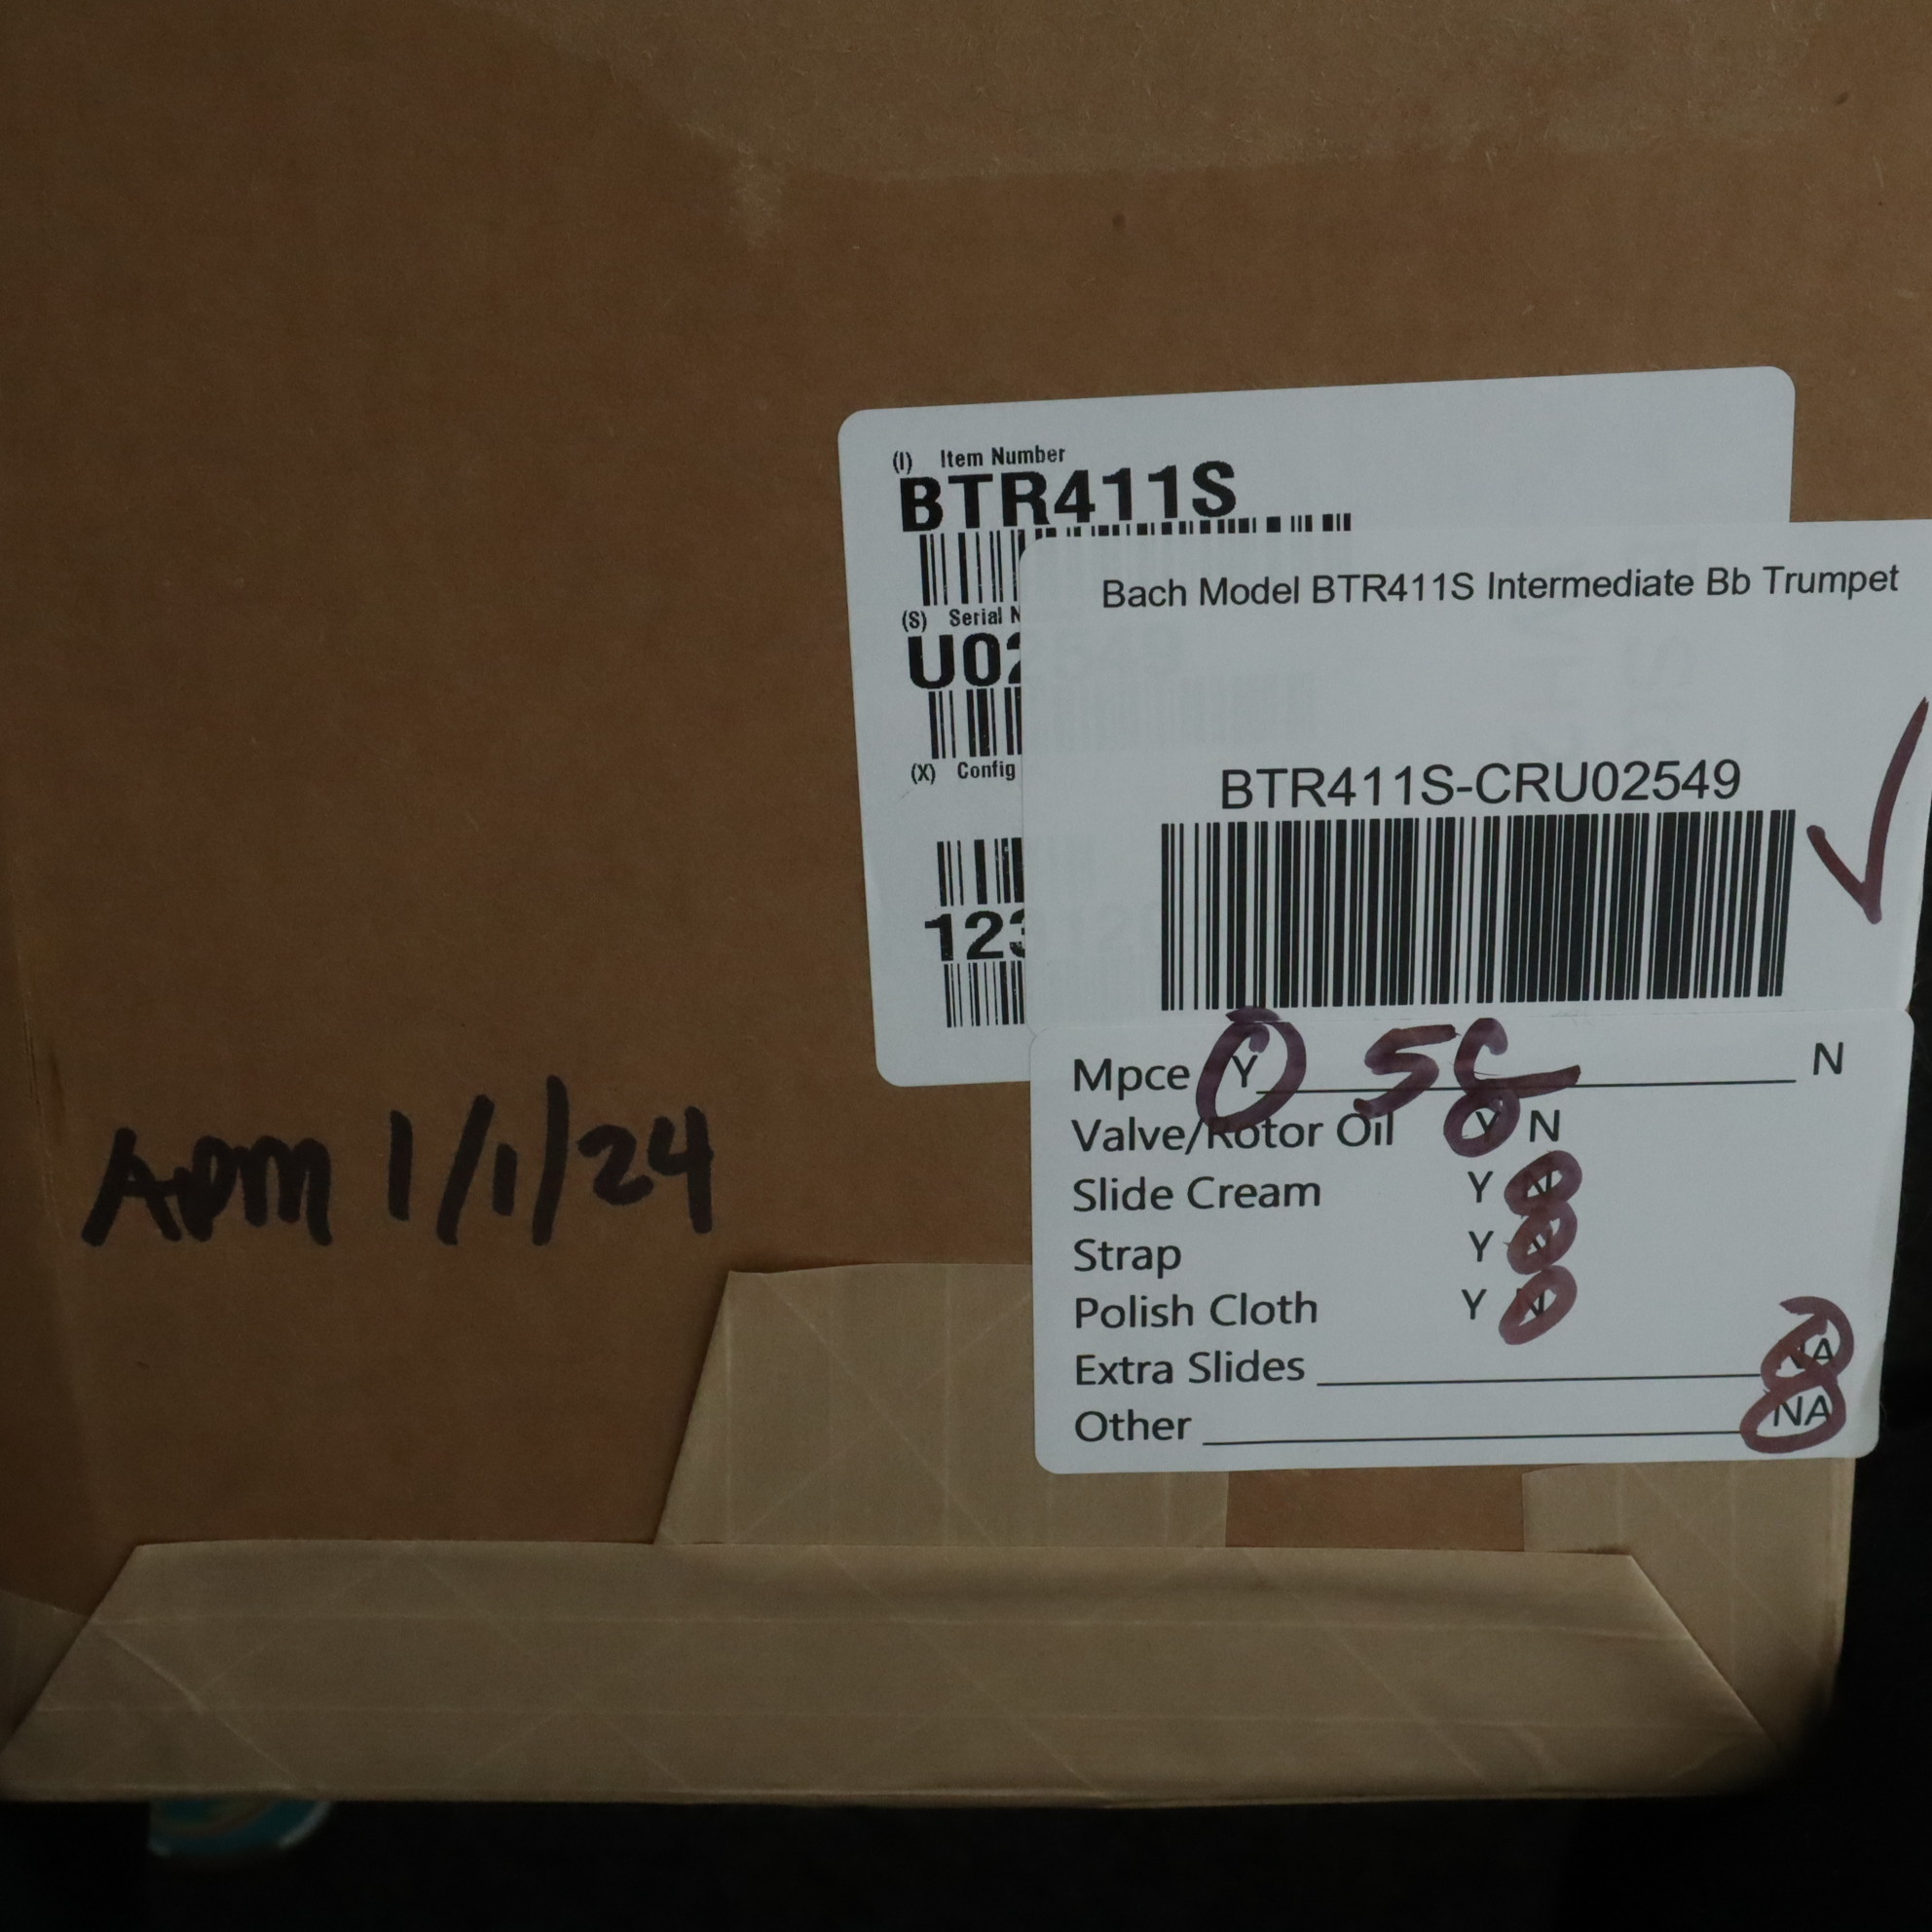 (I) Item Number
BTR411S
Bach Model BTR411S Intermediate Bb Trumpet
(S) Serial N
U02
(X) Config
BTR411S-CRU02549
123
Mpce Y 5G N
Valve/Rotor Oil Y N
Slide Cream Y N
Strap Y N
Polish Cloth Y N
Extra Slides NA
Other NA
1/1/24